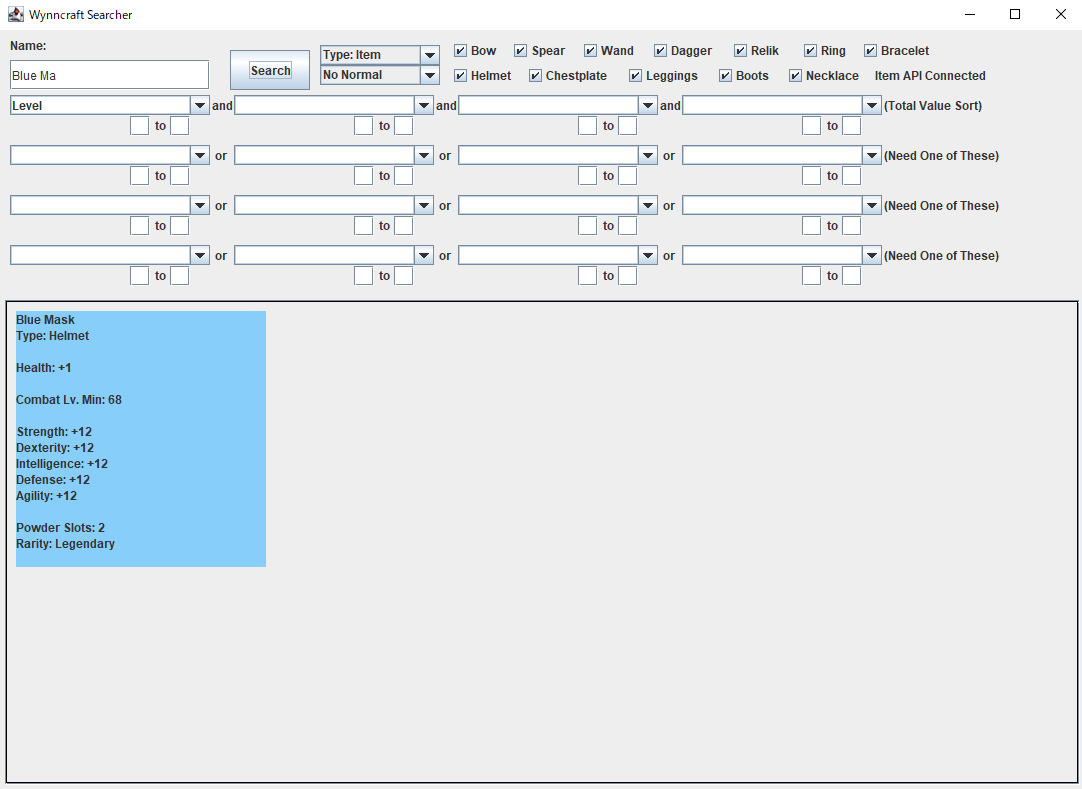 Wynncraft Searcher
Name:
Blue Ma
Search
Type: Item
No Normal
Bow Spear Wand Dagger Relik Ring Bracelet
Helmet Chestplate Leggings Boots Necklace Item API Connected
Level and and and (Total Value Sort)
to to to to
or or or (Need One of These)
to to to to
or or or (Need One of These)
to to to to
or or or (Need One of These)
to to to to
Blue Mask
Type: Helmet
Health: +1
Combat Lv. Min: 68
Strength: +12
Dexterity: +12
Intelligence: +12
Defense: +12
Agility: +12
Powder Slots: 2
Rarity: Legendary